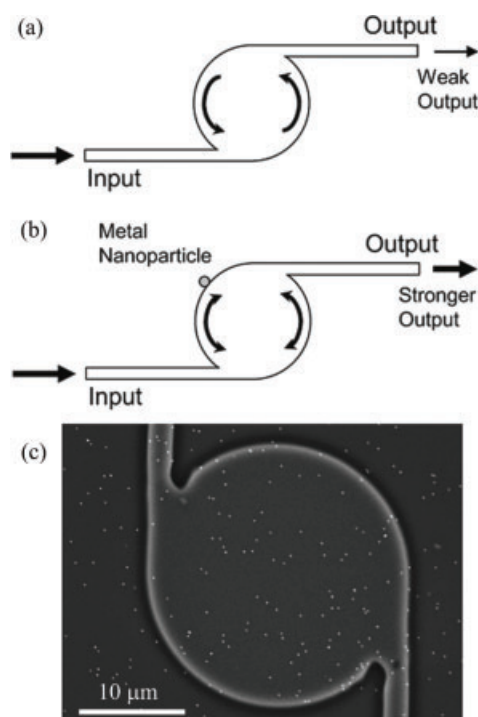 (a)
Output
Weak
Output
Input
(b)
Metal
Nanoparticle
Output
Stronger
Output
Input
(c)
10 μm